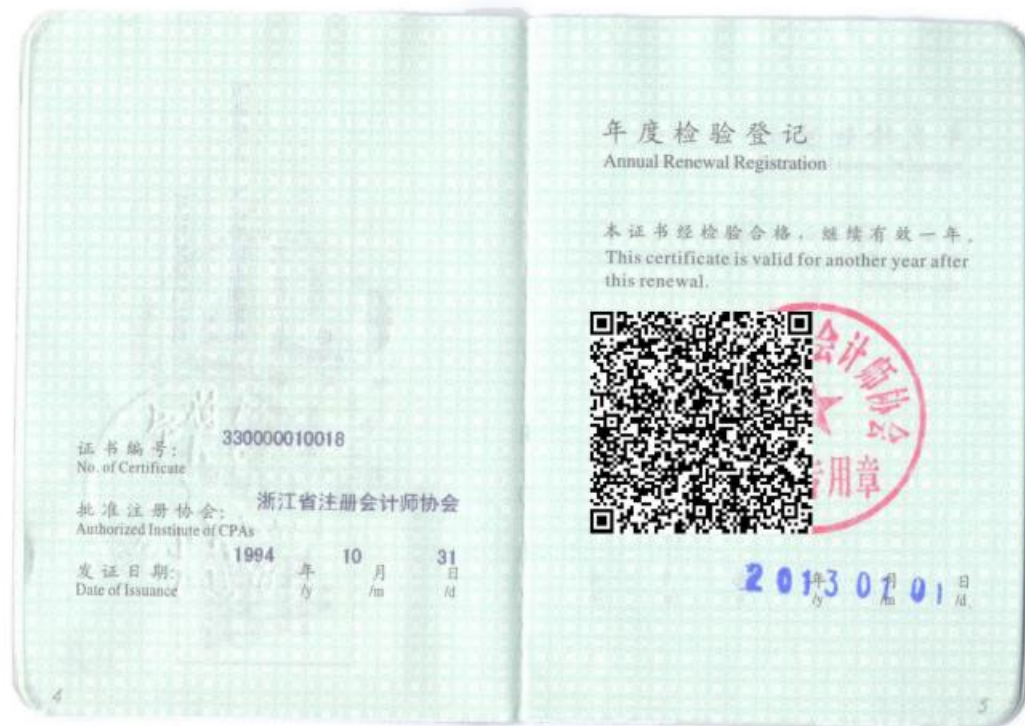 证书编号: 330000010018
No. of Certificate
批准注册协会: 浙江省注册会计师协会
Authorized Institute of CPAs
发证日期: 1994 年 10 月 31 日
Date of Issuance /y /m /d
4
年度检验登记
Annual Renewal Registration
本证书经检验合格,继续有效一年。
This certificate is valid for another year after
this renewal.
会计师协会
用章
2013 年 01 月 01 日
/y /m /d
5